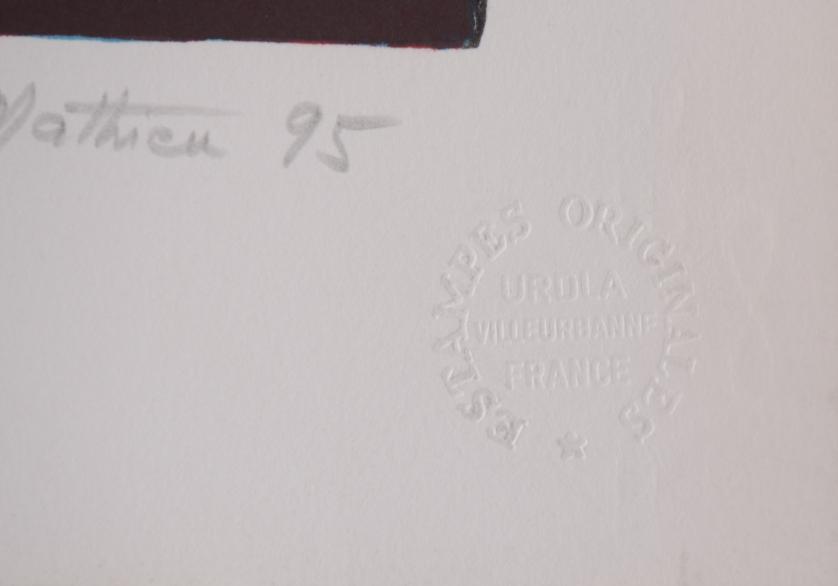 Mathieu 95
ESTAMPES ORIGINALES
URDLA
VILLEURBANNE
FRANCE